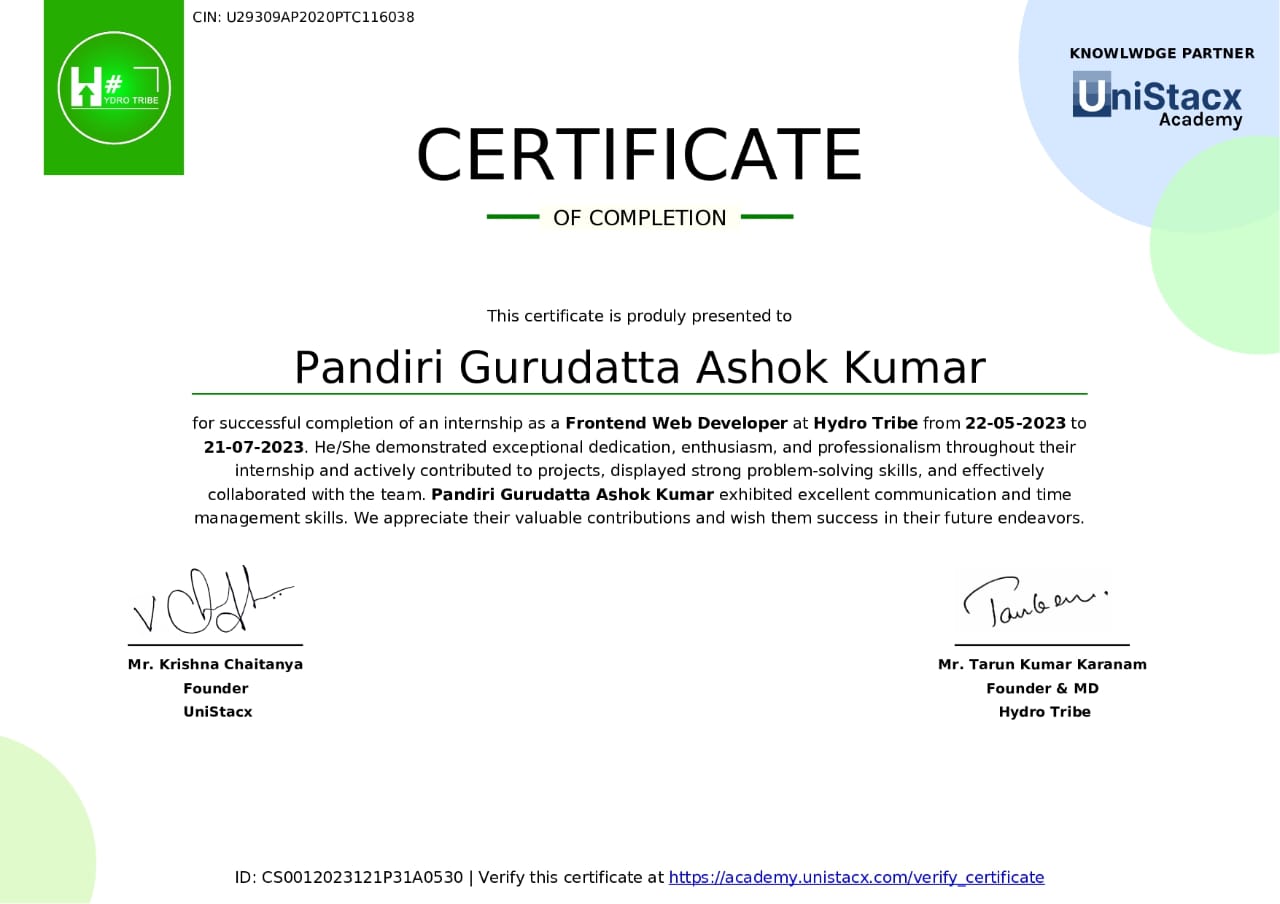 CIN: U29309AP2020PTC116038
H#
YDRO TRIBE
KNOWLWDGE PARTNER
UniStacx
Academy
CERTIFICATE
OF COMPLETION
This certificate is produly presented to
Pandiri Gurudatta Ashok Kumar
for successful completion of an internship as a Frontend Web Developer at Hydro Tribe from 22-05-2023 to
21-07-2023. He/She demonstrated exceptional dedication, enthusiasm, and professionalism throughout their
internship and actively contributed to projects, displayed strong problem-solving skills, and effectively
collaborated with the team. Pandiri Gurudatta Ashok Kumar exhibited excellent communication and time
management skills. We appreciate their valuable contributions and wish them success in their future endeavors.
Mr. Krishna Chaitanya
Founder
UniStacx
Mr. Tarun Kumar Karanam
Founder & MD
Hydro Tribe
ID: CS0012023121P31A0530 | Verify this certificate at https://academy.unistacx.com/verify_certificate